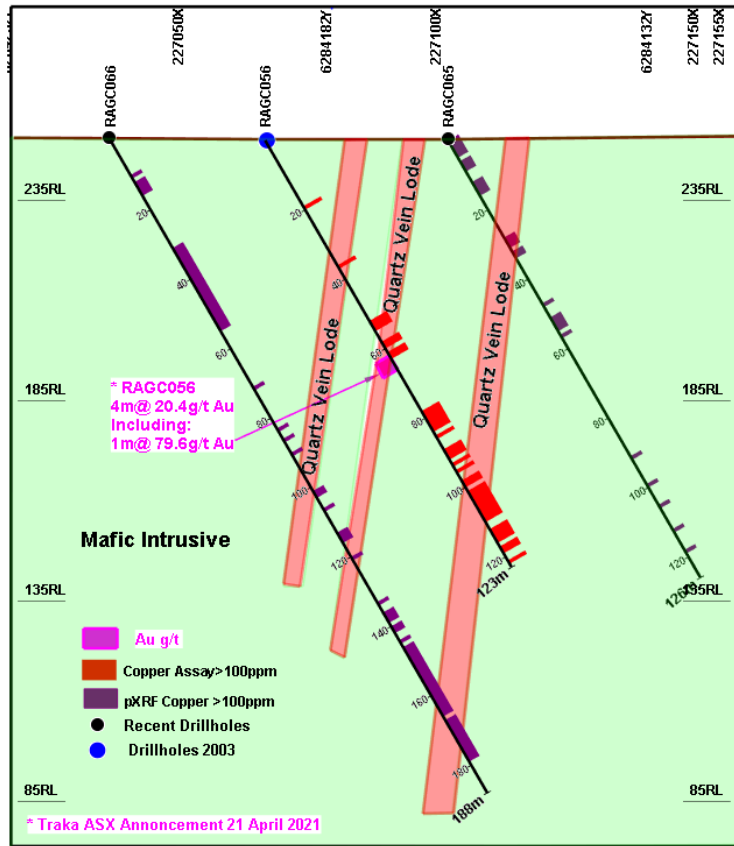 227050X
6284182Y
227100X
6284132Y
227150X
227155X
RAGC066
RAGC056
RAGC065
235RL
235RL
20
20
20
40
40
40
60
60
60
185RL
185RL
* RAGC056
4m@ 20.4g/t Au
Including:
1m@ 79.6g/t Au
Quartz Vein Lode
Quartz Vein Lode
Quartz Vein Lode
80
80
80
100
100
100
120
120
120
123m
126m
Mafic Intrusive
135RL
135RL
140
160
180
188m
Au g/t
Copper Assay>100ppm
pXRF Copper >100ppm
Recent Drillholes
Drillholes 2003
85RL
85RL
* Traka ASX Annoncement 21 April 2021